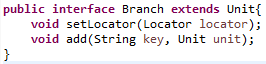 public interface Branch extends Unit{
    void setLocator(Locator locator);
    void add(String key, Unit unit);
}